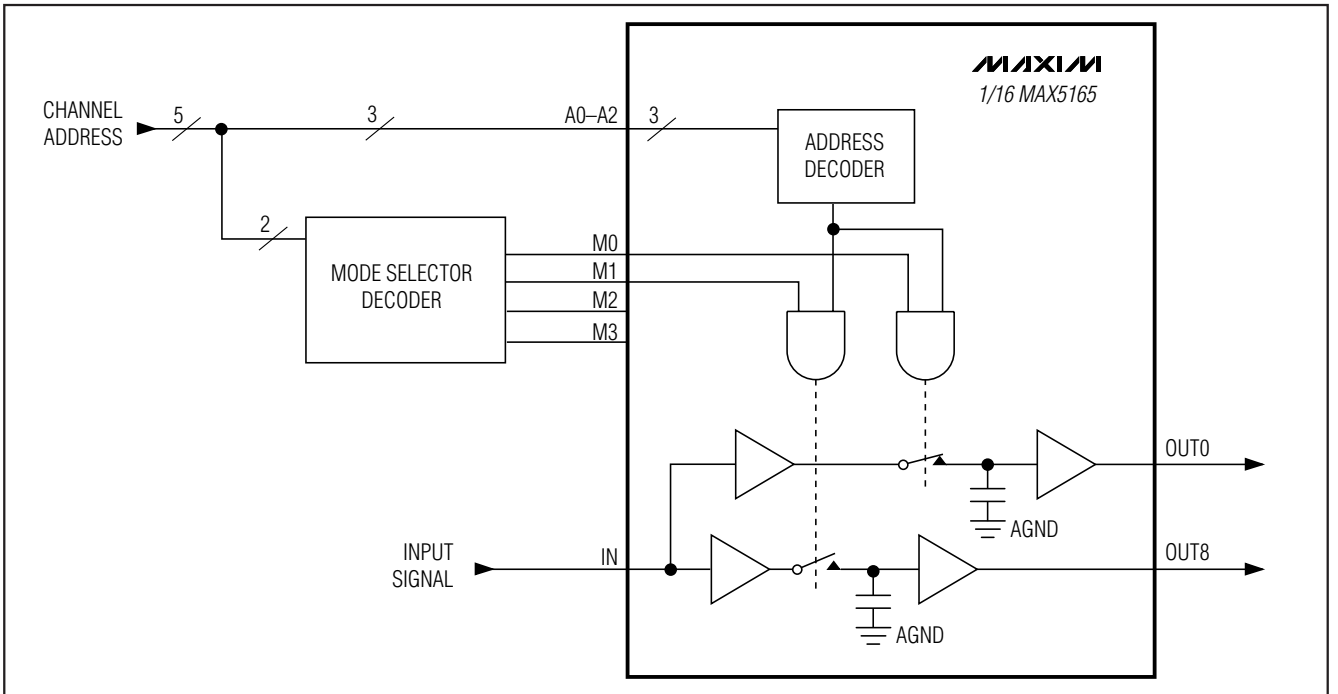 MAXIM
1/16 MAX5165
CHANNEL
ADDRESS
5
3
A0–A2
3
ADDRESS
DECODER
2
MODE SELECTOR
DECODER
M0
M1
M2
M3
OUT0
AGND
INPUT
SIGNAL
IN
OUT8
AGND